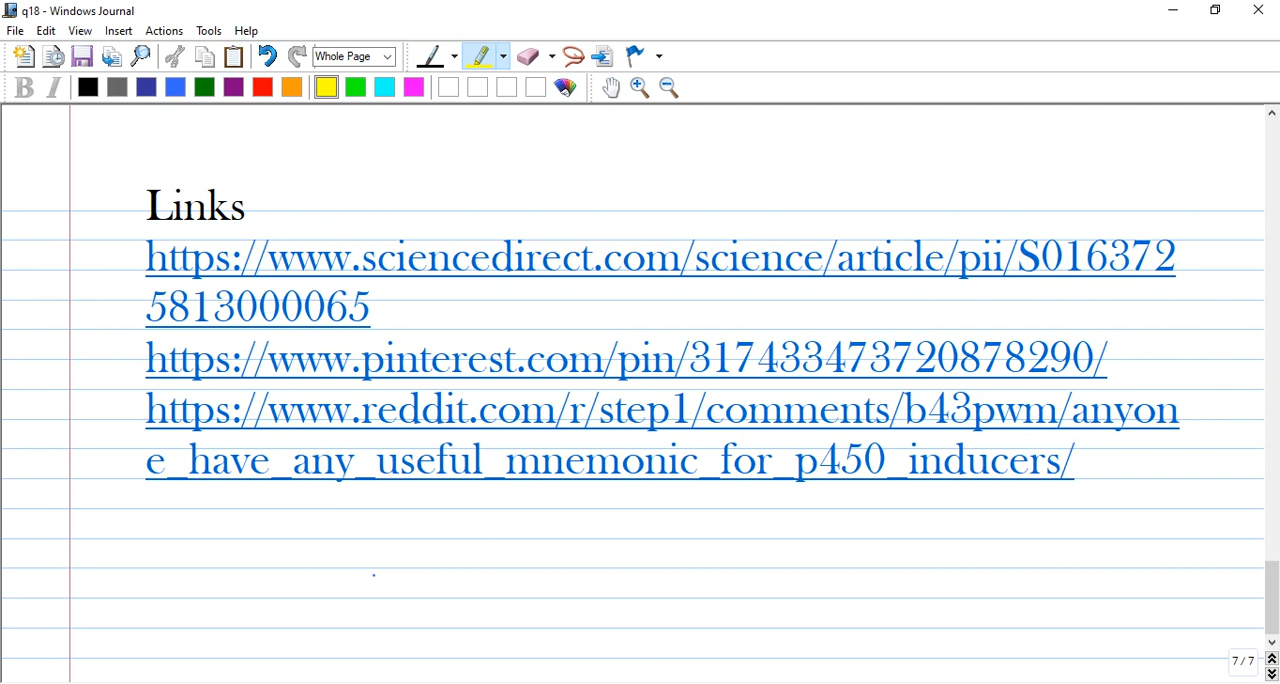 q18 - Windows Journal
File Edit View Insert Actions Tools Help
Whole Page
B I
Links
https://www.sciencedirect.com/science/article/pii/S016372
5813000065
https://www.pinterest.com/pin/317433473720878290/
https://www.reddit.com/r/step1/comments/b43pwm/anyon
e_have_any_useful_mnemonic_for_p450_inducers/
7/7